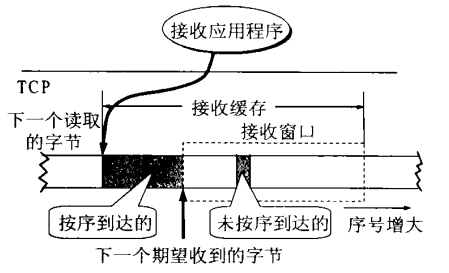 接收应用程序
TCP
下一个读取
的字节
接收缓存
接收窗口
按序到达的
未按序到达的
序号增大
下一个期望收到的字节